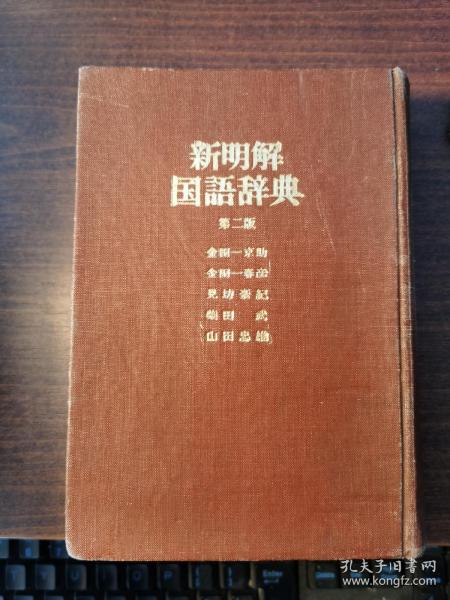 新明解
国語辞典
第二版
金田一京助
金田一春彦
見坊豪紀
柴田 武
山田忠雄
孔夫子旧书网
www.kongfz.com